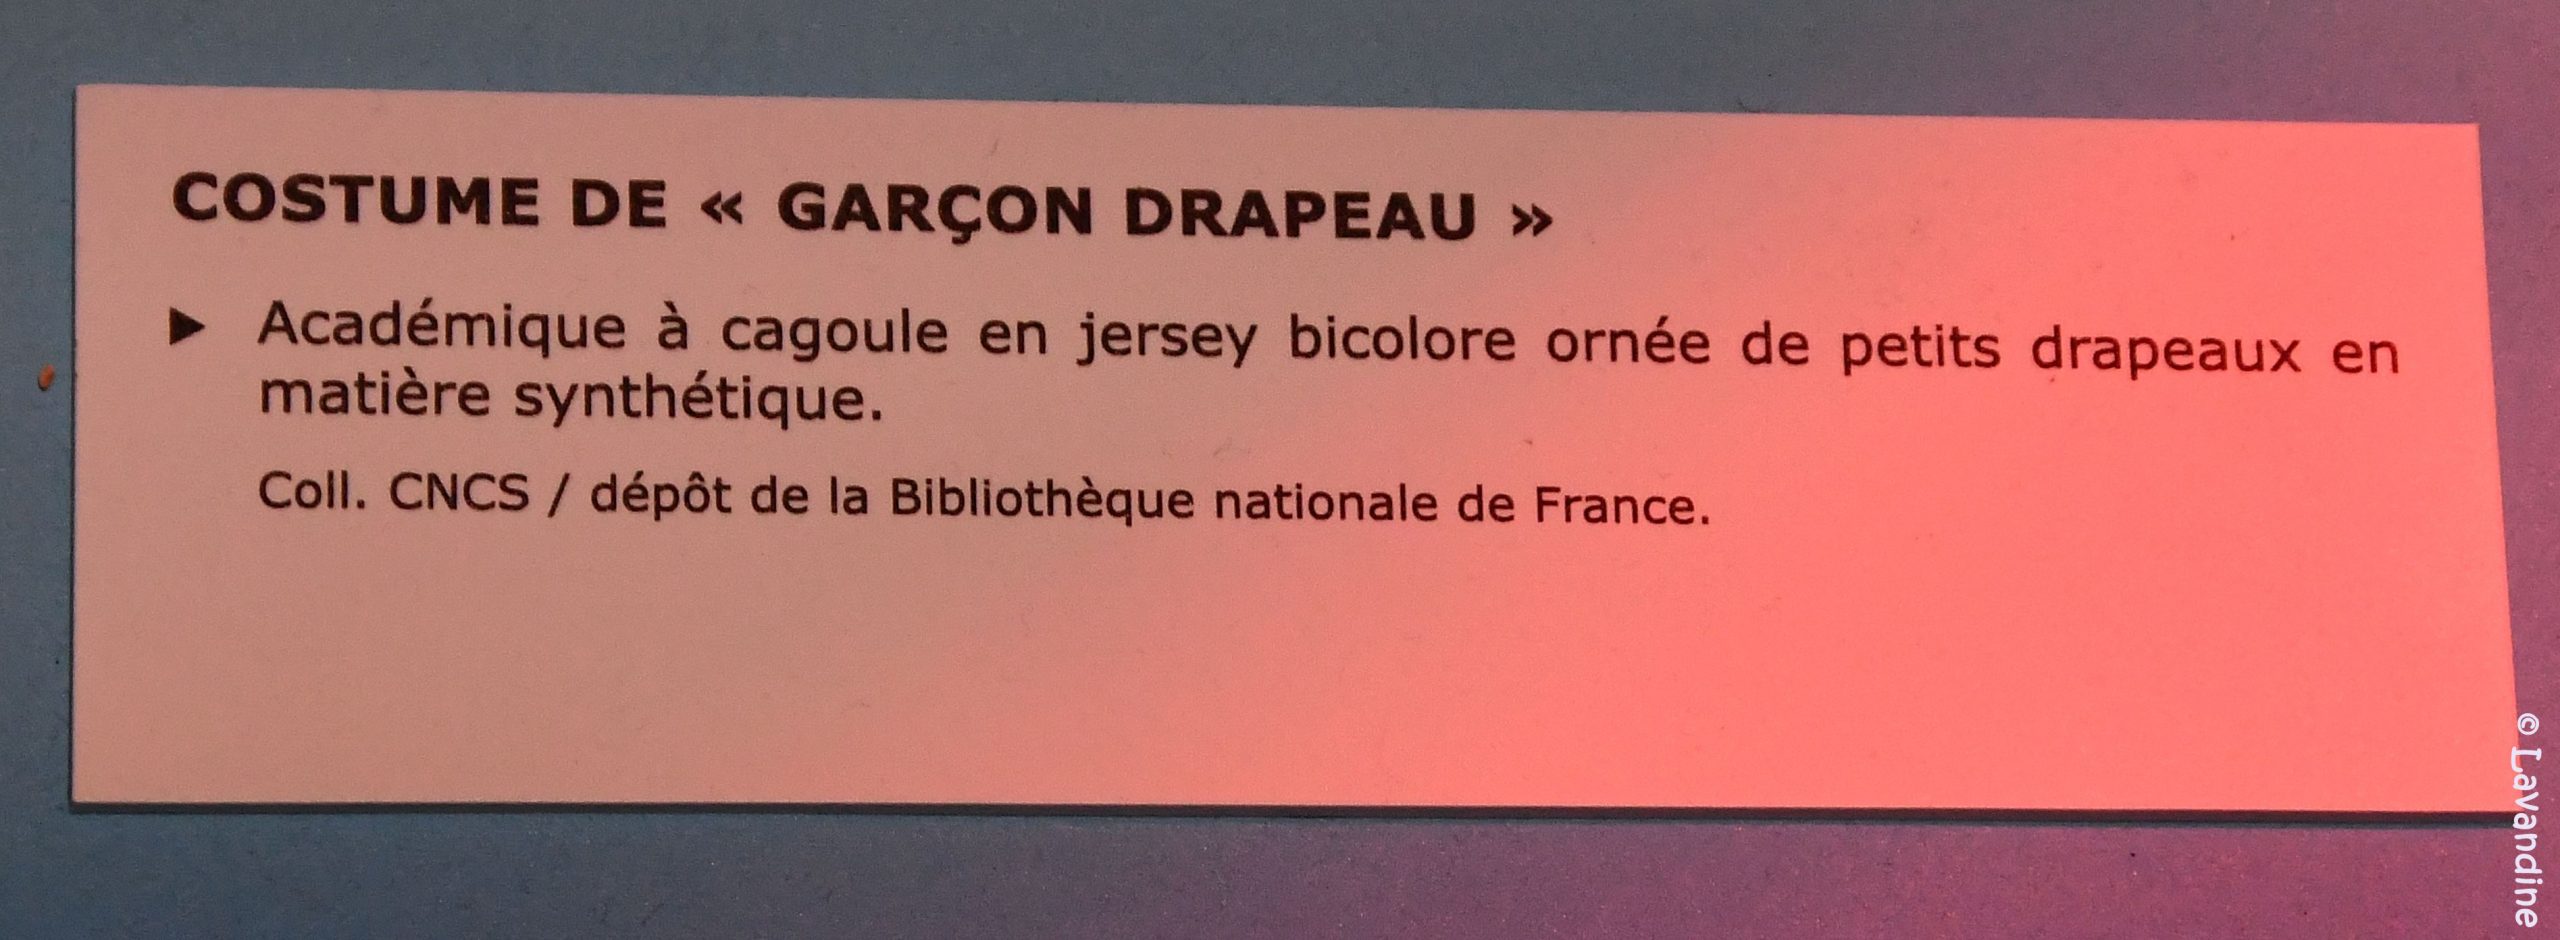 COSTUME DE « GARÇON DRAPEAU »
► Académique à cagoule en jersey bicolore ornée de petits drapeaux en
matière synthétique.
Coll. CNCS / dépôt de la Bibliothèque nationale de France.
© Lavandine